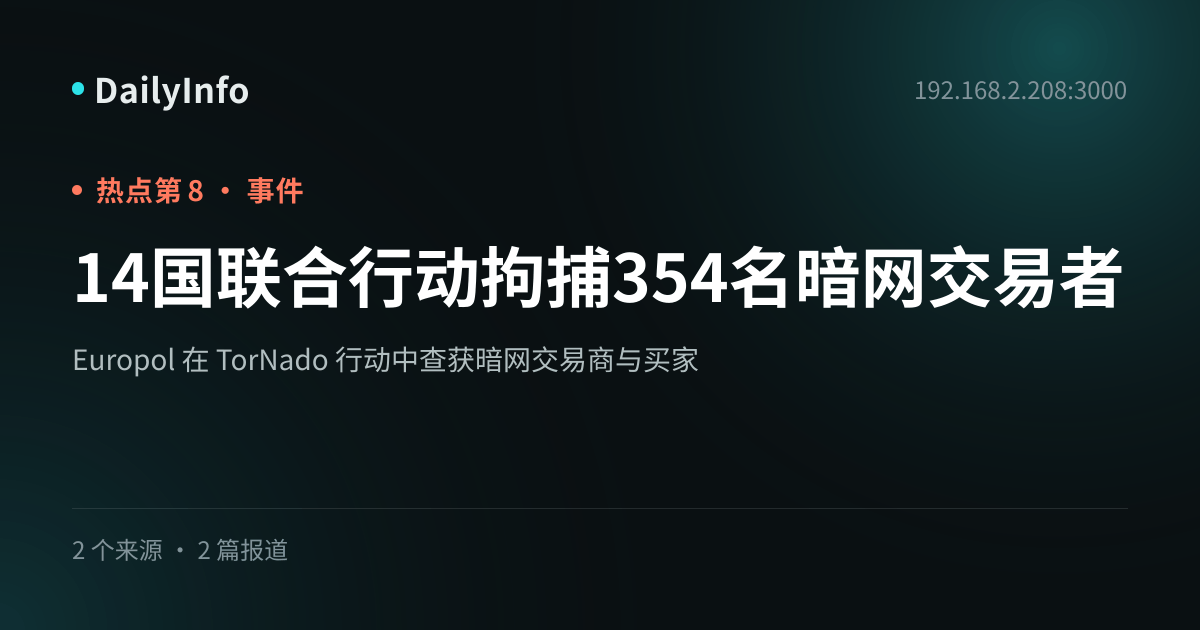 DailyInfo
192.168.2.208:3000
热点第 8 · 事件
14国联合行动拘捕354名暗网交易者
Europol 在 TorNado 行动中查获暗网交易商与买家
2 个来源 · 2 篇报道